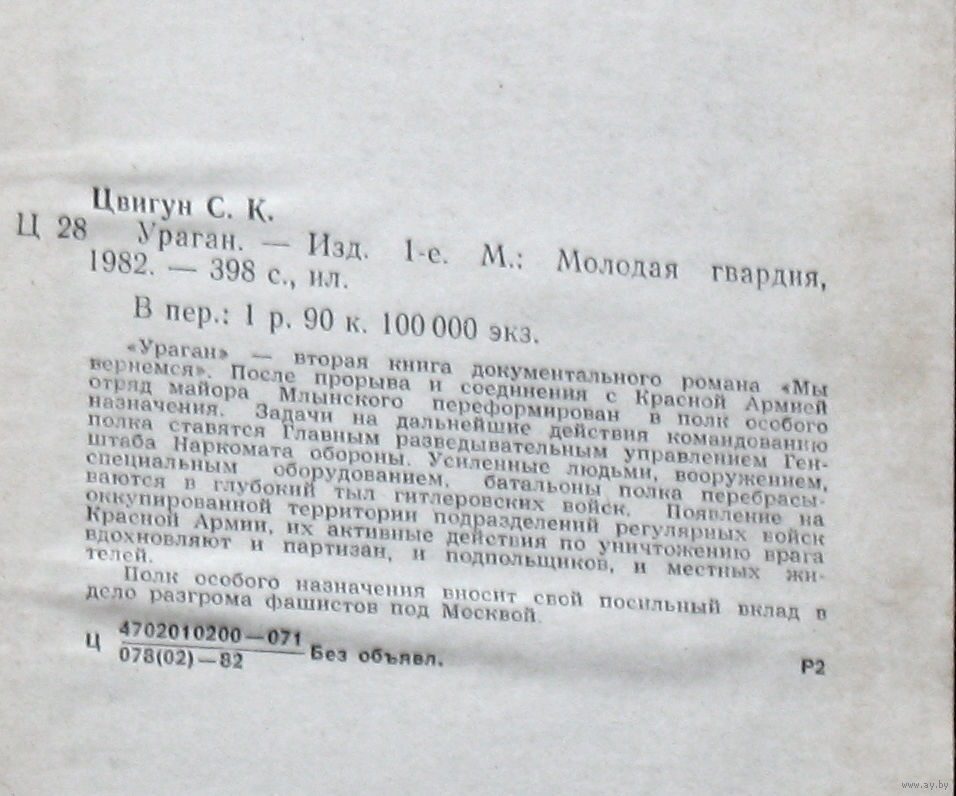 Цвигун С. К.
Ц 28 Ураган. — Изд. 1-е. М.: Молодая гвардия,
1982. — 398 с., ил.
В пер.: 1 р. 90 к. 100 000 экз.
«Ураган» — вторая книга документального романа «Мы
вернемся». После прорыва и соединения с Красной Армией
отряд майора Млынского переформирован в полк особого
назначения. Задачи на дальнейшие действия командованию
полка ставятся Главным разведывательным управлением Ген-
штаба Наркомата обороны. Усиленные людьми, вооружением,
специальным оборудованием, батальоны полка перебрасы-
ваются в глубокий тыл гитлеровских войск. Появление на
оккупированной территории подразделений регулярных войск
Красной Армии, их активные действия по уничтожению врага
вдохновляют и партизан, и подпольщиков, и местных жи-
телей.
Полк особого назначения вносит свой посильный вклад в
дело разгрома фашистов под Москвой.
Ц 4702010200—071
078(02)—82 Без объявл. Р2
www.ay.by